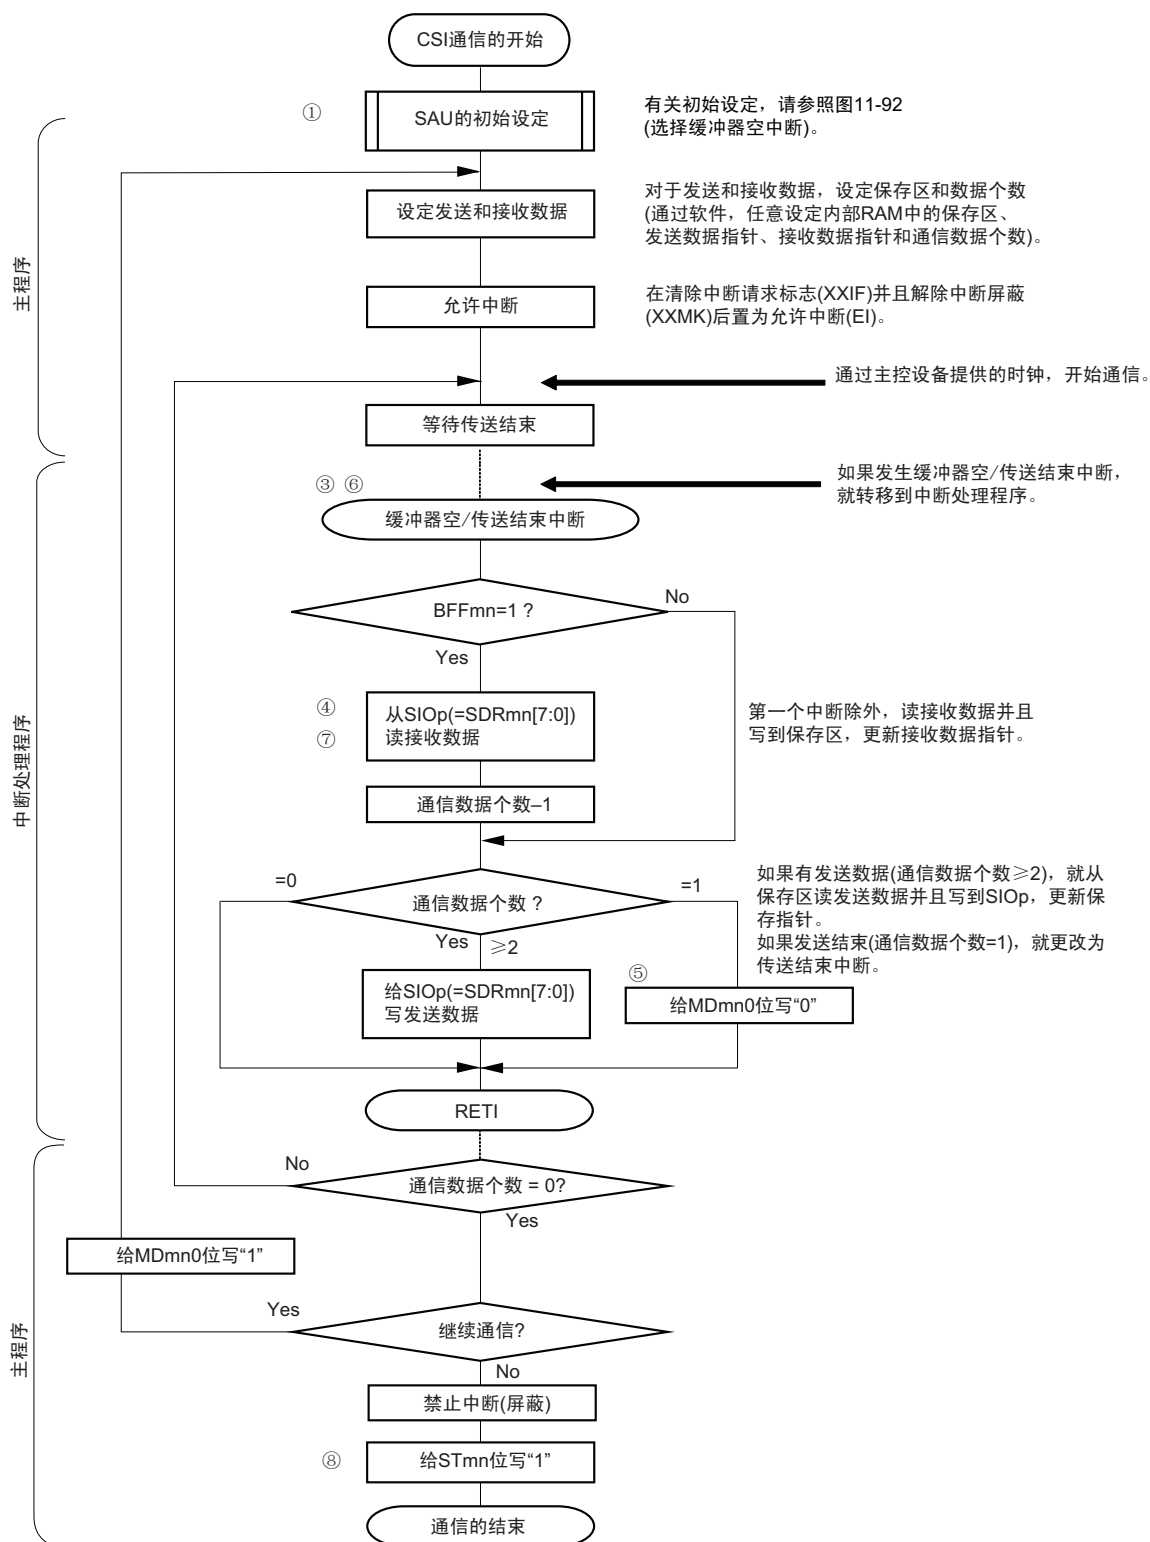 CSI通信的开始
①
SAU的初始设定
有关初始设定，请参照图11-92
(选择缓冲器空中断)。
设定发送和接收数据
对于发送和接收数据，设定保存区和数据个数
(通过软件，任意设定内部RAM中的保存区、
发送数据指针、接收数据指针和通信数据个数)。
主程序
允许中断
在清除中断请求标志(XXIF)并且解除中断屏蔽
(XXMK)后置为允许中断(EI)。
通过主控设备提供的时钟，开始通信。
等待传送结束
③ ⑥
如果发生缓冲器空/传送结束中断，
就转移到中断处理程序。
缓冲器空/传送结束中断
BFFmn=1 ?
No
Yes
④
⑦
从SIOp(=SDRmn[7:0])
读接收数据
第一个中断除外，读接收数据并且
写到保存区，更新接收数据指针。
中断处理程序
通信数据个数–1
=0
通信数据个数 ?
=1
如果有发送数据(通信数据个数≥2)，就从
保存区读发送数据并且写到SIOp，更新保
存指针。
如果发送结束(通信数据个数=1)，就更改为
传送结束中断。
Yes
≥2
⑤
给SIOp(=SDRmn[7:0])
写发送数据
给MDmn0位写“0”
RETI
No
通信数据个数 = 0?
Yes
给MDmn0位写“1”
Yes
继续通信?
No
主程序
禁止中断(屏蔽)
⑧
给STmn位写“1”
通信的结束